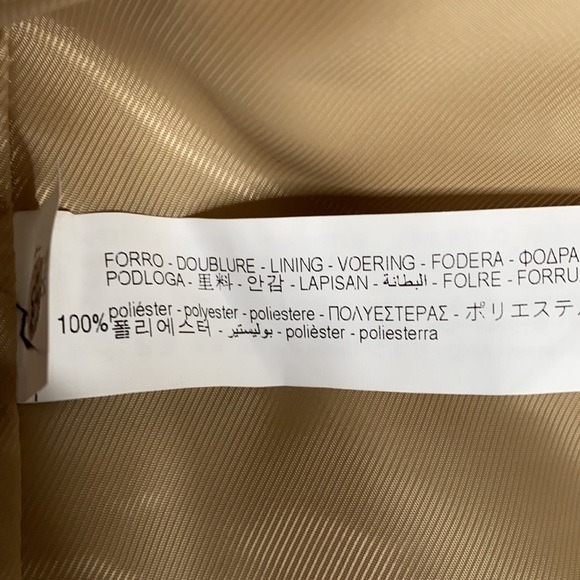 FORRO - DOUBLURE - LINING - VOERING - FODERA - ΦΟΔΡΑ
PODLOGA - 里料 - 안감 - LAPISAN - البطانة - FOLRE - FORRU
100% poliéster - polyester - poliestere - ΠΟΛΥΕΣΤΕΡΑΣ - ポリエステル
폴리에스터 - بوليستير - polièster - poliesterra